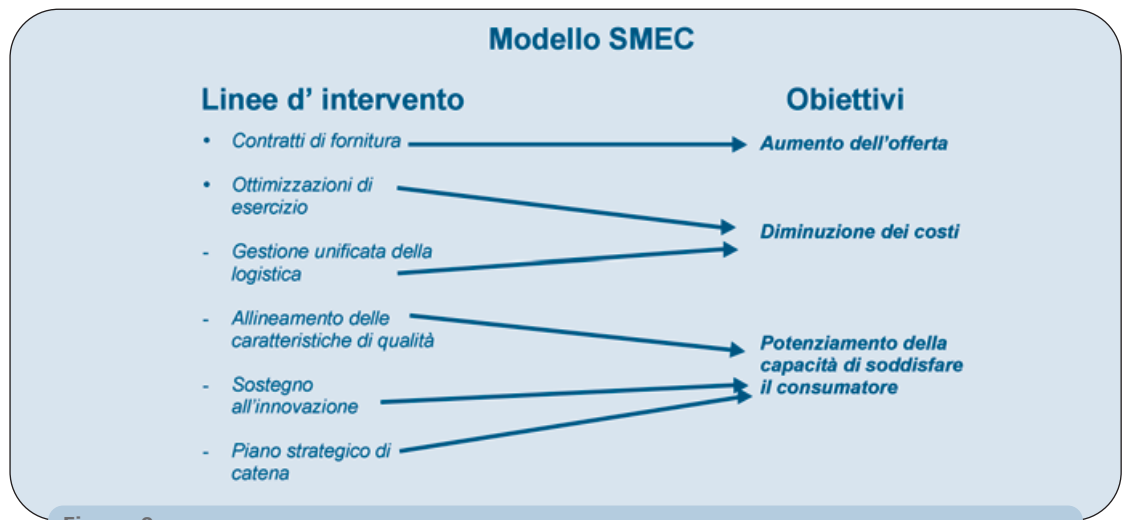 Modello SMEC
Linee d' intervento
Obiettivi
• Contratti di fornitura
Aumento dell'offerta
• Ottimizzazioni di
esercizio
Diminuzione dei costi
- Gestione unificata della
logistica
- Allineamento delle
caratteristiche di qualità
Potenziamento della
capacità di soddisfare
il consumatore
- Sostegno
all'innovazione
- Piano strategico di
catena